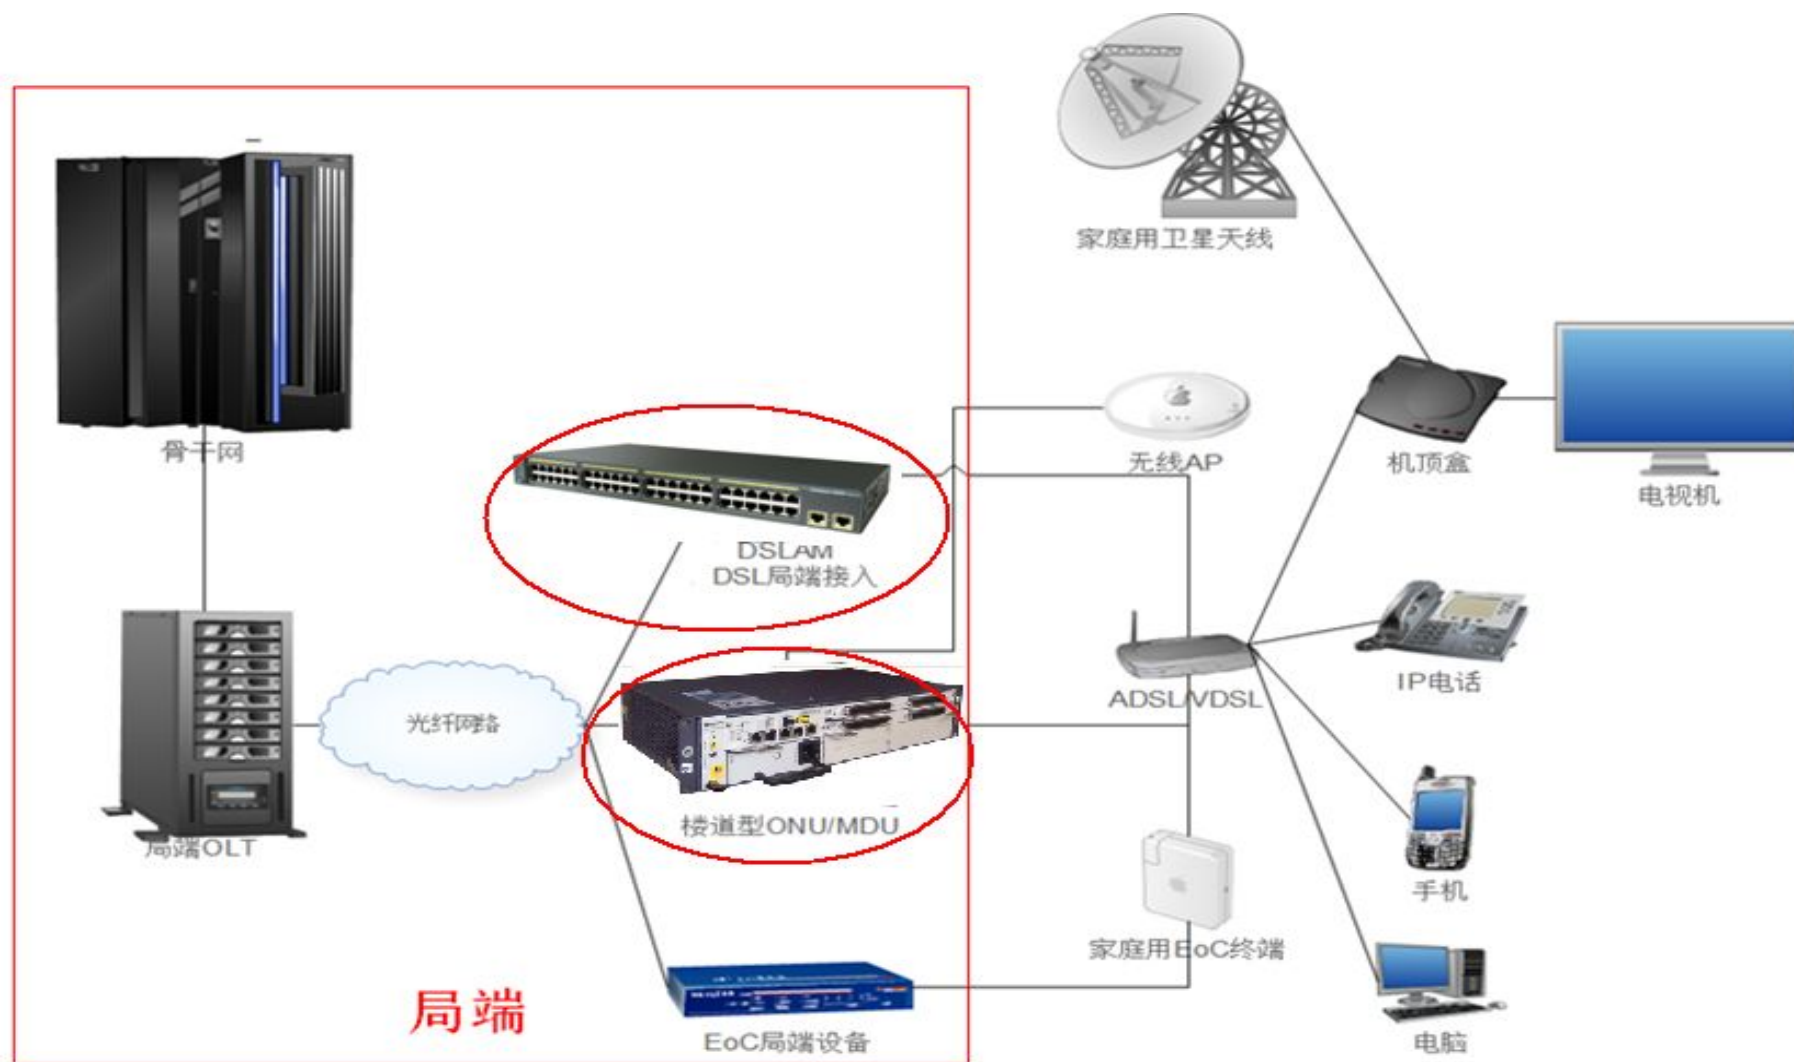 家庭用卫星天线
骨干网
无线AP
机顶盒
电视机
DSLAM
DSL局端接入
IP电话
ADSL/VDSL
光纤网络
楼道型ONU/MDU
局端OLT
手机
家庭用EoC终端
局端
EoC局端设备
电脑